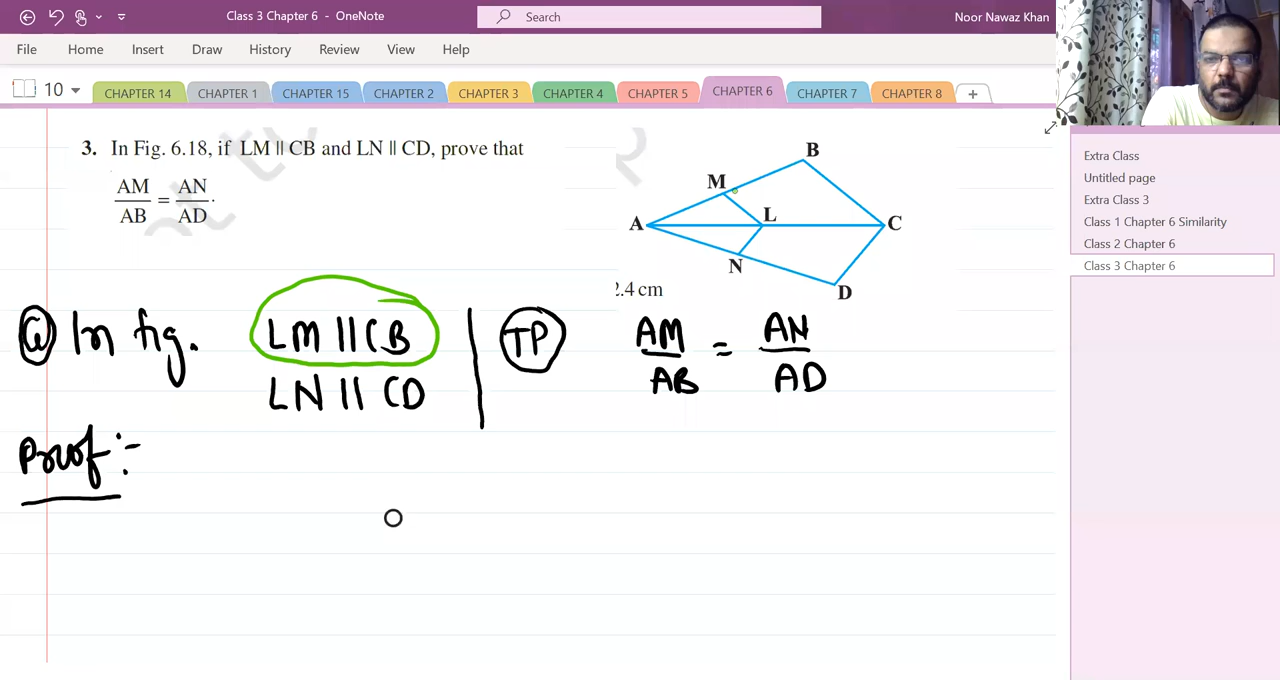 Class 3 Chapter 6 - OneNote
Search
Noor Nawaz Khan
File Home Insert Draw History Review View Help
10 CHAPTER 14 CHAPTER 1 CHAPTER 15 CHAPTER 2 CHAPTER 3 CHAPTER 4 CHAPTER 5 CHAPTER 6 CHAPTER 7 CHAPTER 8 +
3. In Fig. 6.18, if LM || CB and LN || CD, prove that
AM/AB = AN/AD.
B
M
L
A
C
N
D
2.4 cm
G In fig. LM || CB
LN || CD
TP AM/AB = AN/AD
Proof :-
Extra Class
Untitled page
Extra Class 3
Class 1 Chapter 6 Similarity
Class 2 Chapter 6
Class 3 Chapter 6